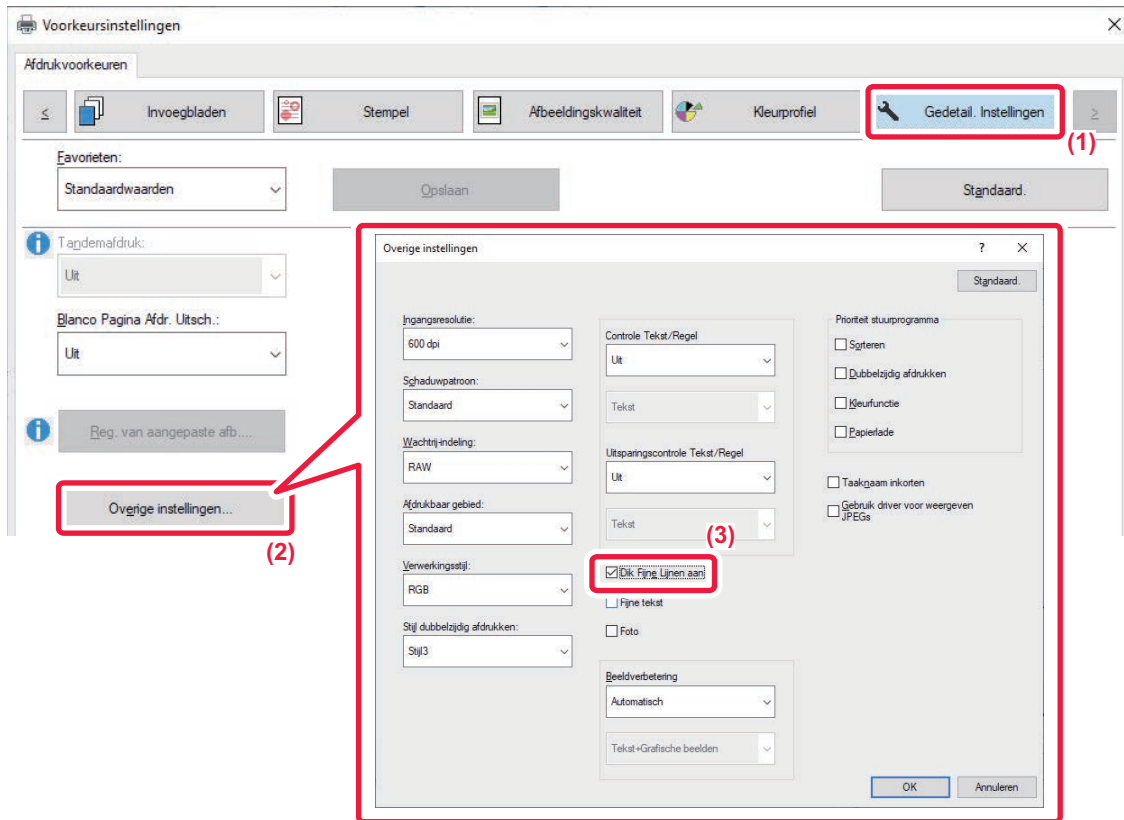 Voorkeursinstellingen
Afdrukvoorkeuren
≤
Invoegbladen
Stempel
Afbeeldingskwaliteit
Kleurprofiel
Gedetail. Instellingen
≥
(1)
Favorieten:
Standaardwaarden
Opslaan
Standaard.
Tandemafdruk:
Uit
Blanco Pagina Afdr. Uitsch.:
Uit
Reg. van aangepaste afb....
Overige instellingen...
(2)
Overige instellingen
?
Standaard.
Ingangsresolutie:
600 dpi
Schaduwpatroon:
Standaard
Wachtrij-indeling:
RAW
Afdrukbaar gebied:
Standaard
Verwerkingsstijl:
RGB
Stijl dubbelzijdig afdrukken:
Stijl3
Controle Tekst/Regel
Uit
Tekst
Uitsparingscontrole Tekst/Regel
Uit
Tekst
(3)
Dik Fijne Lijnen aan
Fijne tekst
Foto
Beeldverbetering
Automatisch
Tekst+Grafische beelden
Prioriteit stuurprogramma
Sorteren
Dubbelzijdig afdrukken
Kleurfunctie
Papierlade
Taaknaam inkorten
Gebruik driver voor weergeven
JPEGs
OK
Annuleren